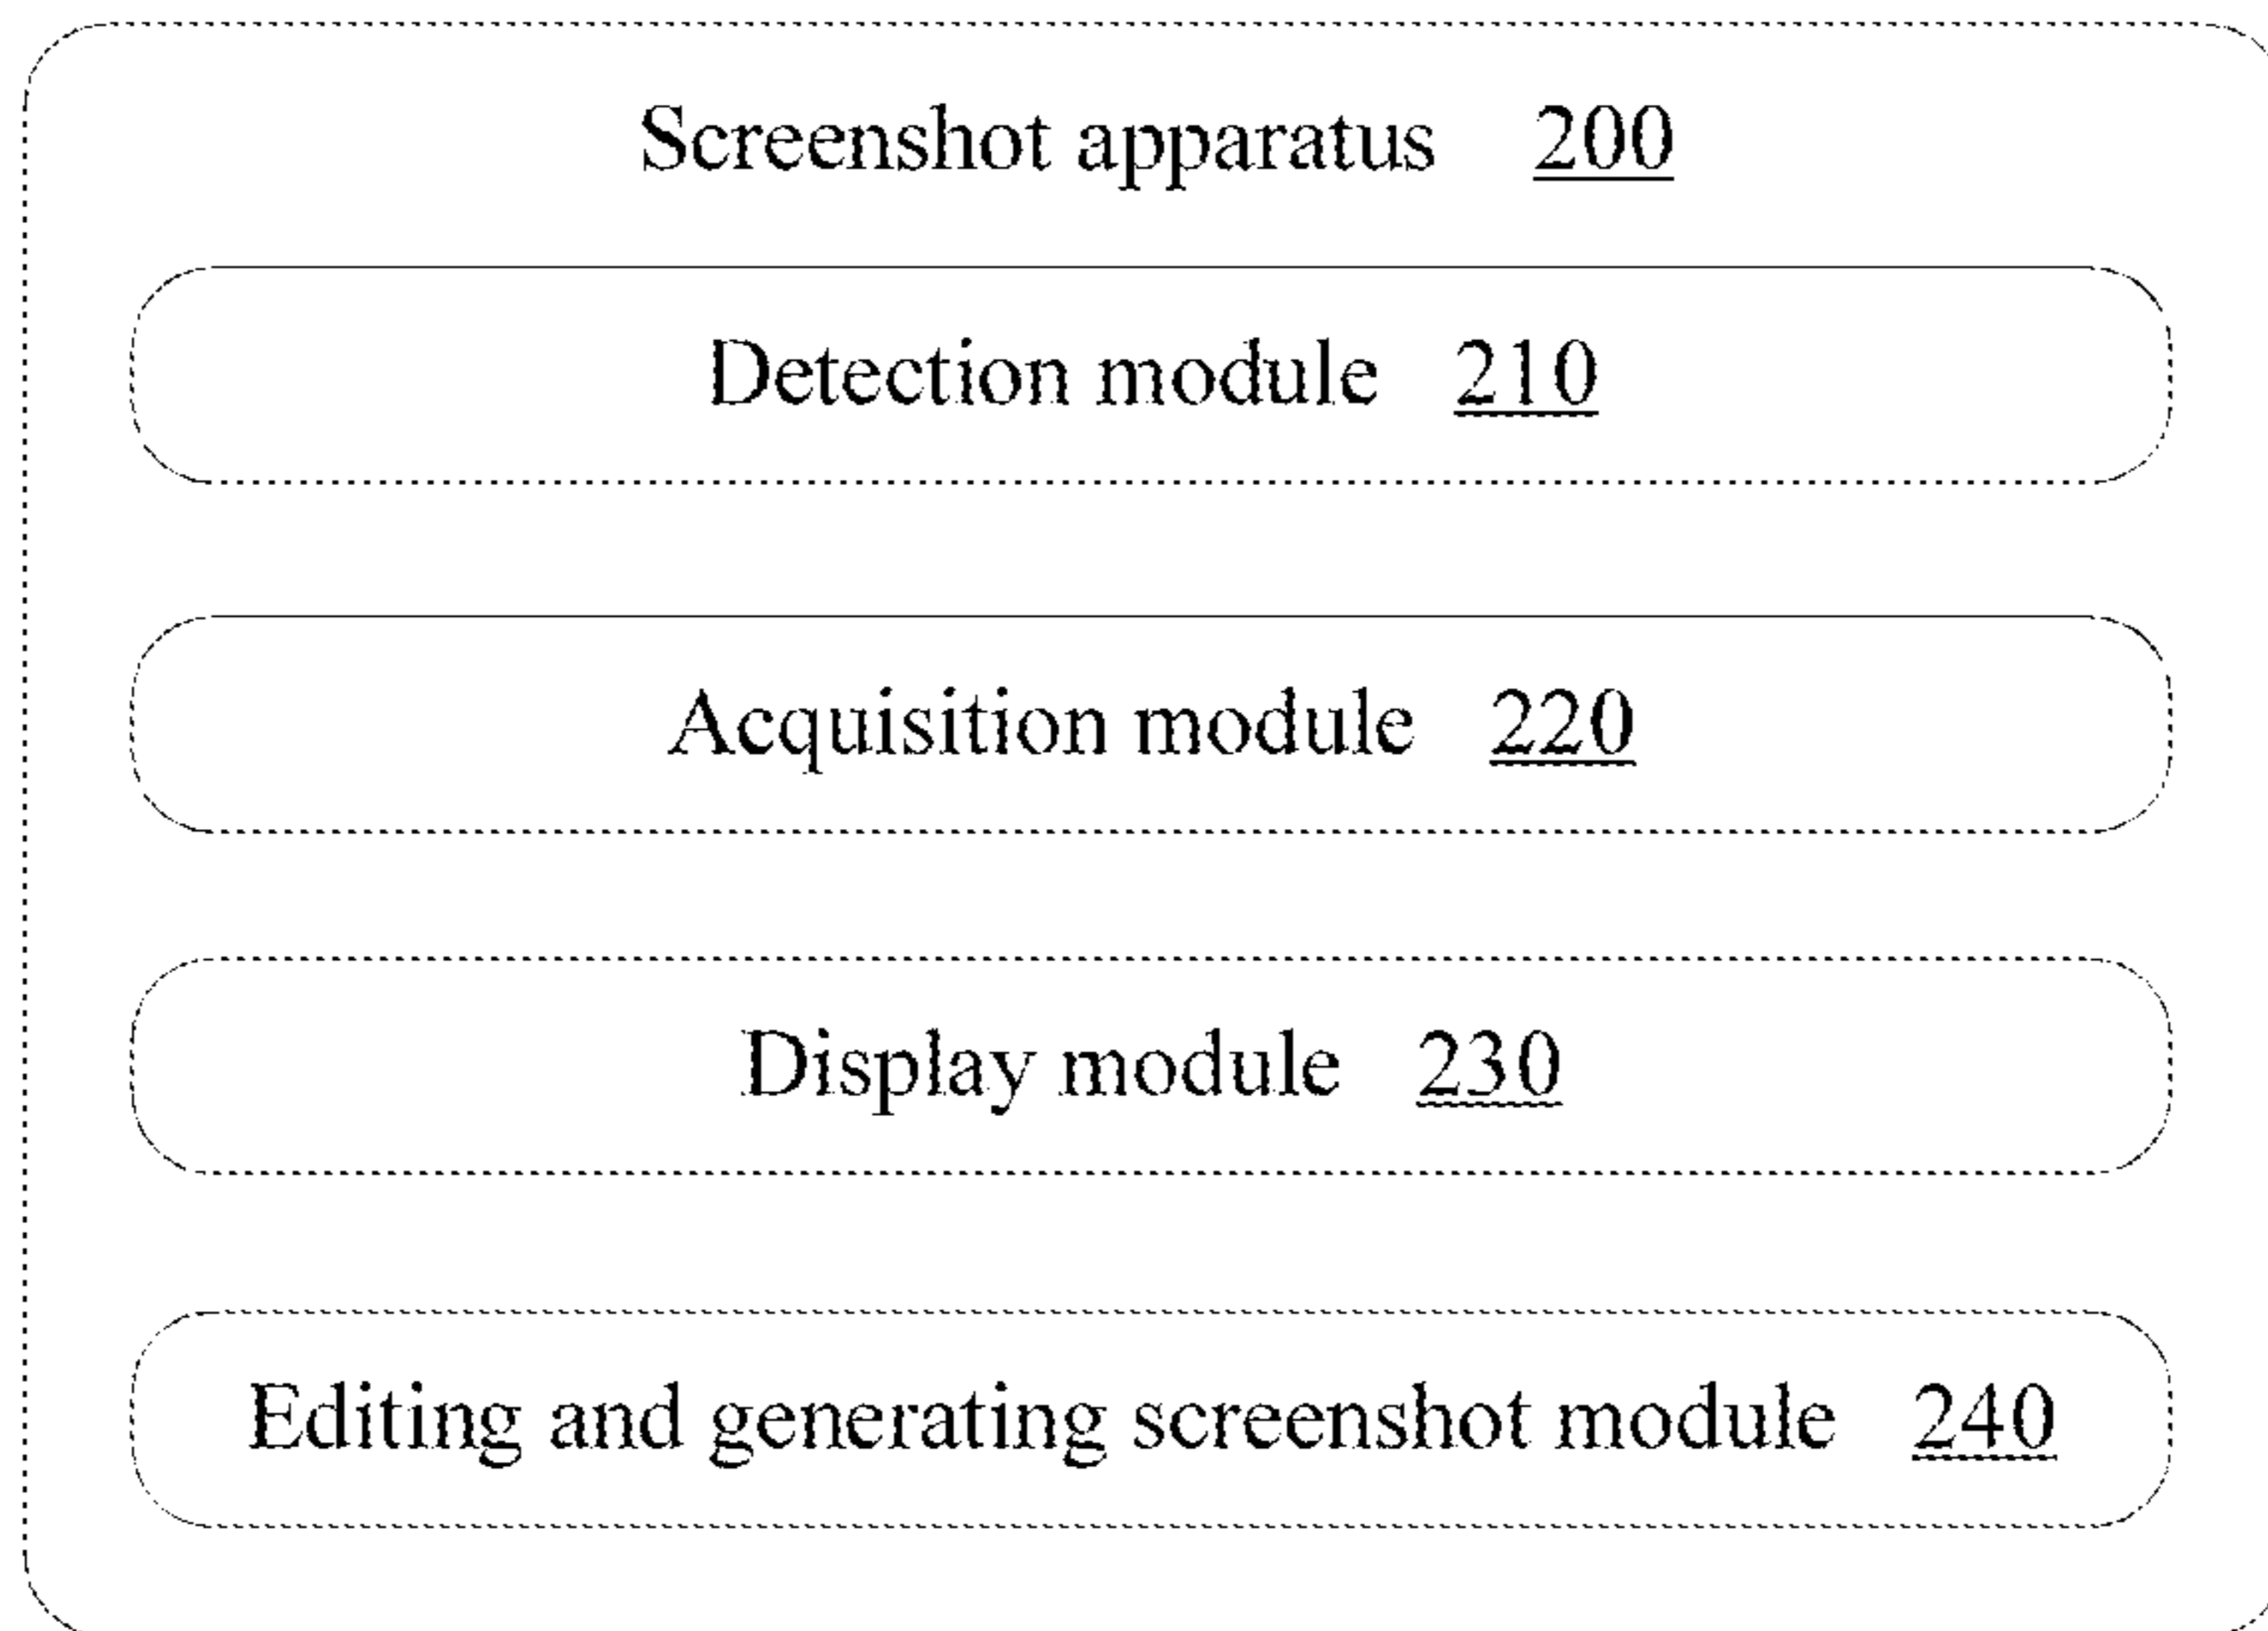 Screenshot apparatus 200
Detection module 210
Acquisition module 220
Display module 230
Editing and generating screenshot module 240